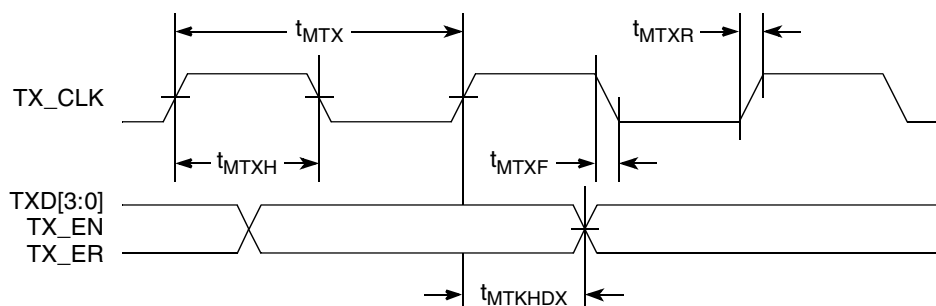 tMTX
tMTXR
TX_CLK
tMTXH
tMTXF
TXD[3:0]
TX_EN
TX_ER
tMTKHDX